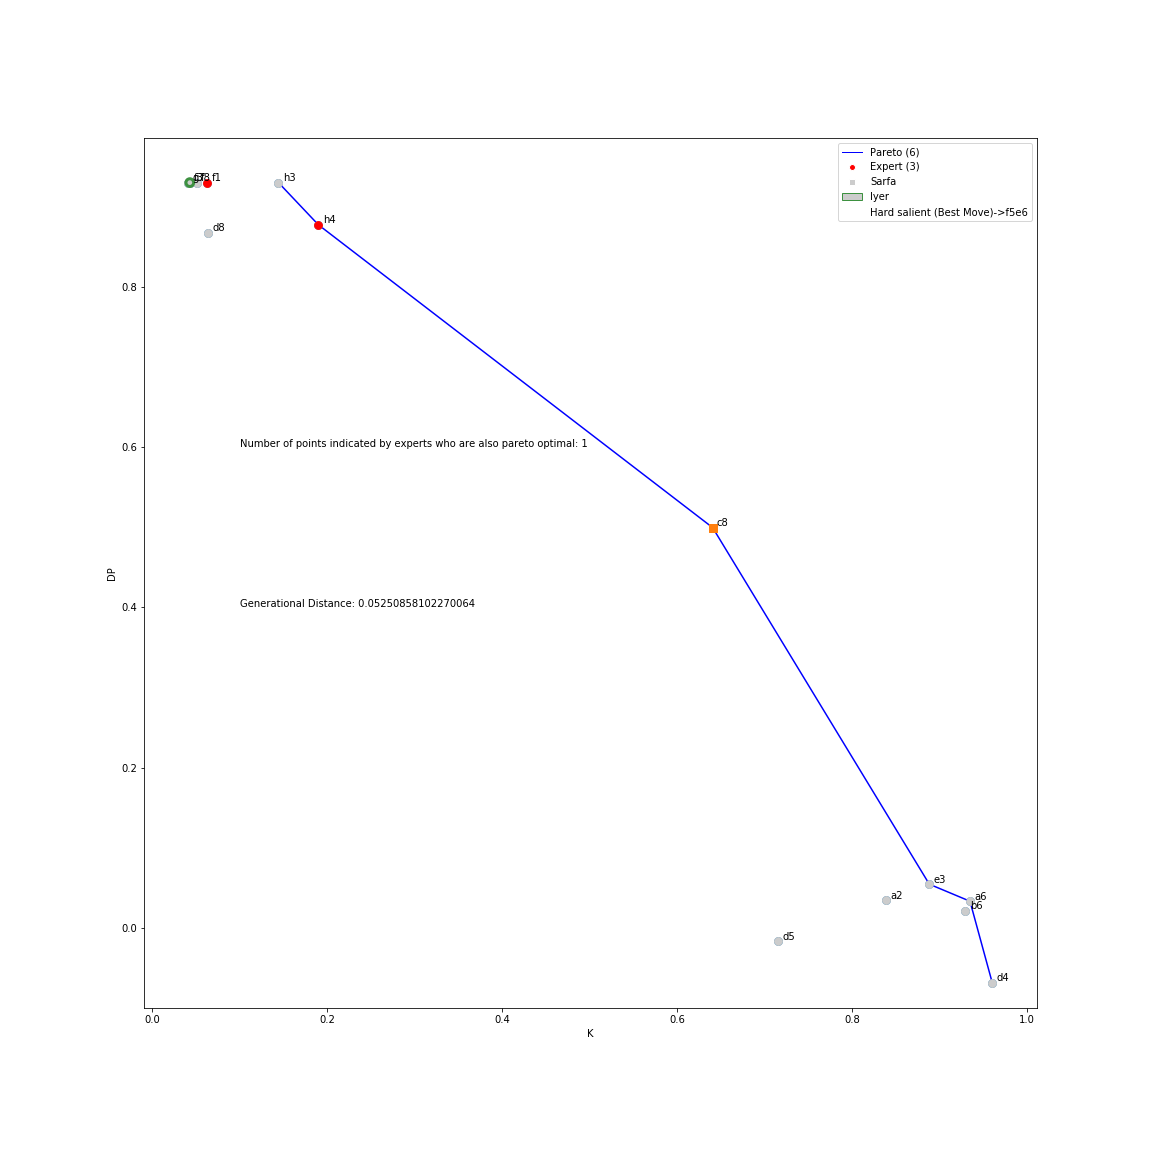 Pareto (6)
Expert (3)
Sarfa
Iyer
Hard salient (Best Move)->f5e6
f1
h3
h4
d8
0.8
Number of points indicated by experts who are also pareto optimal: 1
0.6
c8
DP
Generational Distance: 0.05250858102270064
0.4
0.2
e3
a2
a6
b6
0.0
d5
d4
0.0 0.2 0.4 0.6 0.8 1.0
K